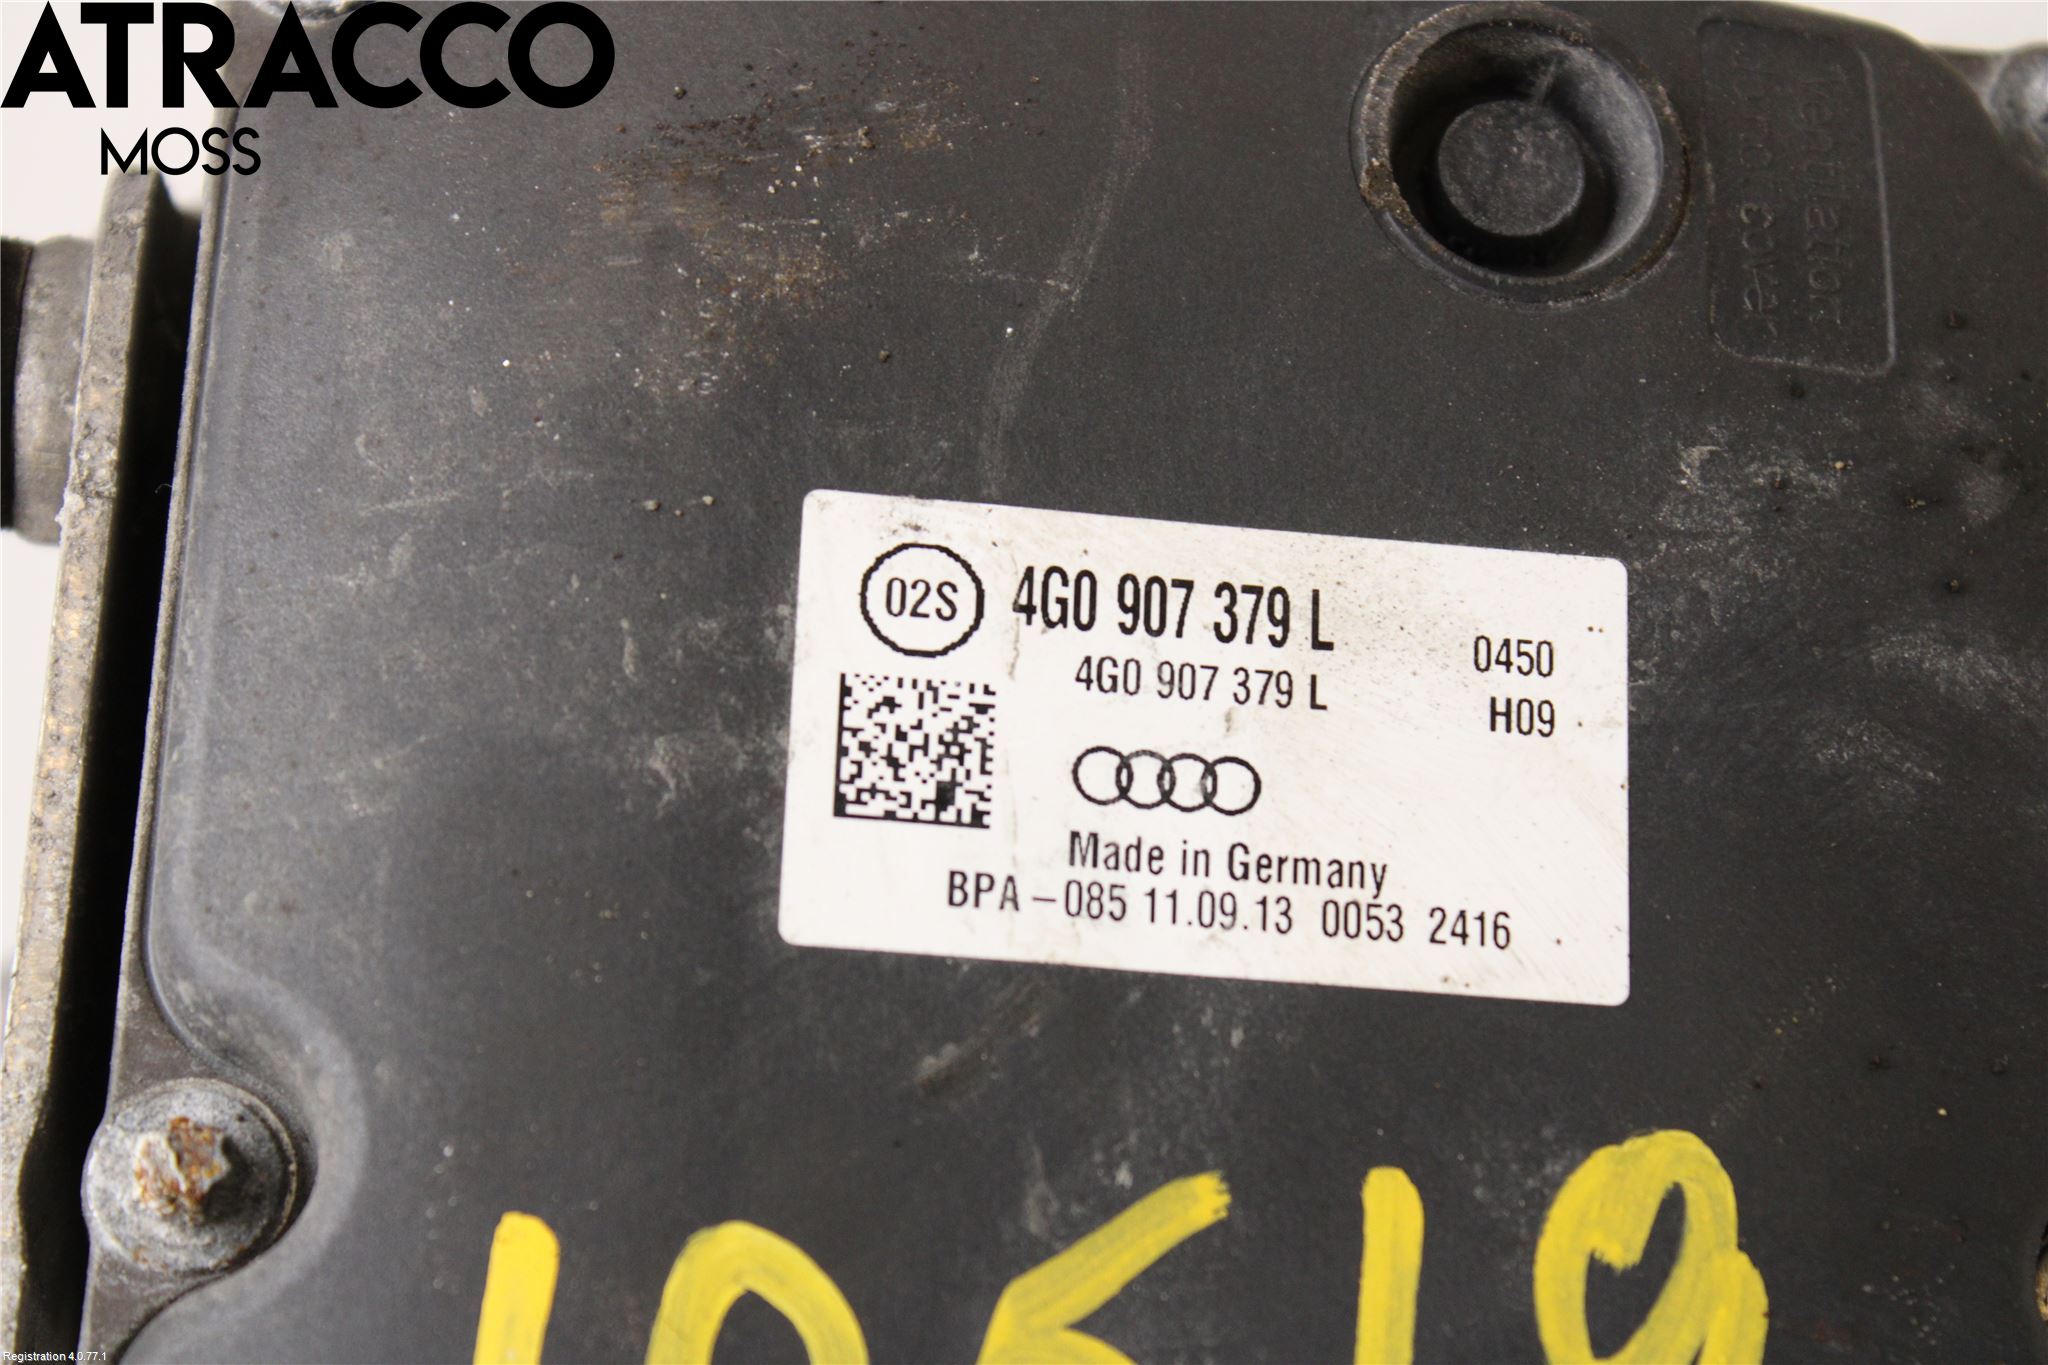 ATRACCO
MOSS
Ventilator
02S
4G0 907 379 L
0450
4G0 907 379 L
H09
Made in Germany
BPA - 085 11.09.13 0053 2416
Registration 4.0.77.1